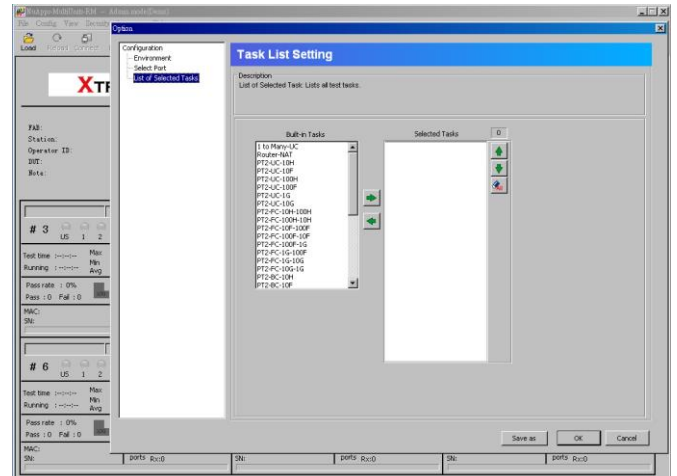 Admin mode(Demo)
File Config View Security
Option
Load Reload Connect
Configuration
Environment
Select Port
List of Selected Tasks
Task List Setting
Description
List of Selected Task: Lists all test tasks.
Built-in Tasks
Selected Tasks
0
1 to Many-UC
Router-NAT
PT2-UC-10H
PT2-UC-10F
PT2-UC-100H
PT2-UC-100F
PT2-UC-1G
PT2-UC-10G
PT2-FC-10H-100H
PT2-FC-100H-10H
PT2-FC-10F-100F
PT2-FC-100F-10F
PT2-FC-100F-1G
PT2-FC-1G-100F
PT2-FC-1G-10G
PT2-FC-10G-1G
PT2-BC-10H
PT2-BC-10F
FAB:
Station:
Operator ID:
DUT:
Note:
# 3
US 1 2
Test time :--:--:-- Max
Min
Running :--:--:-- Avg
Pass rate : 0%
Pass : 0 Fail : 0
MAC:
SN:
# 6
US 1 2
Test time :--:--:-- Max
Min
Running :--:--:-- Avg
Pass rate : 0%
Pass : 0 Fail : 0
MAC:
SN:
Save as
OK
Cancel
ports Rx:0
SN:
ports Rx:0
SN:
ports Rx:0